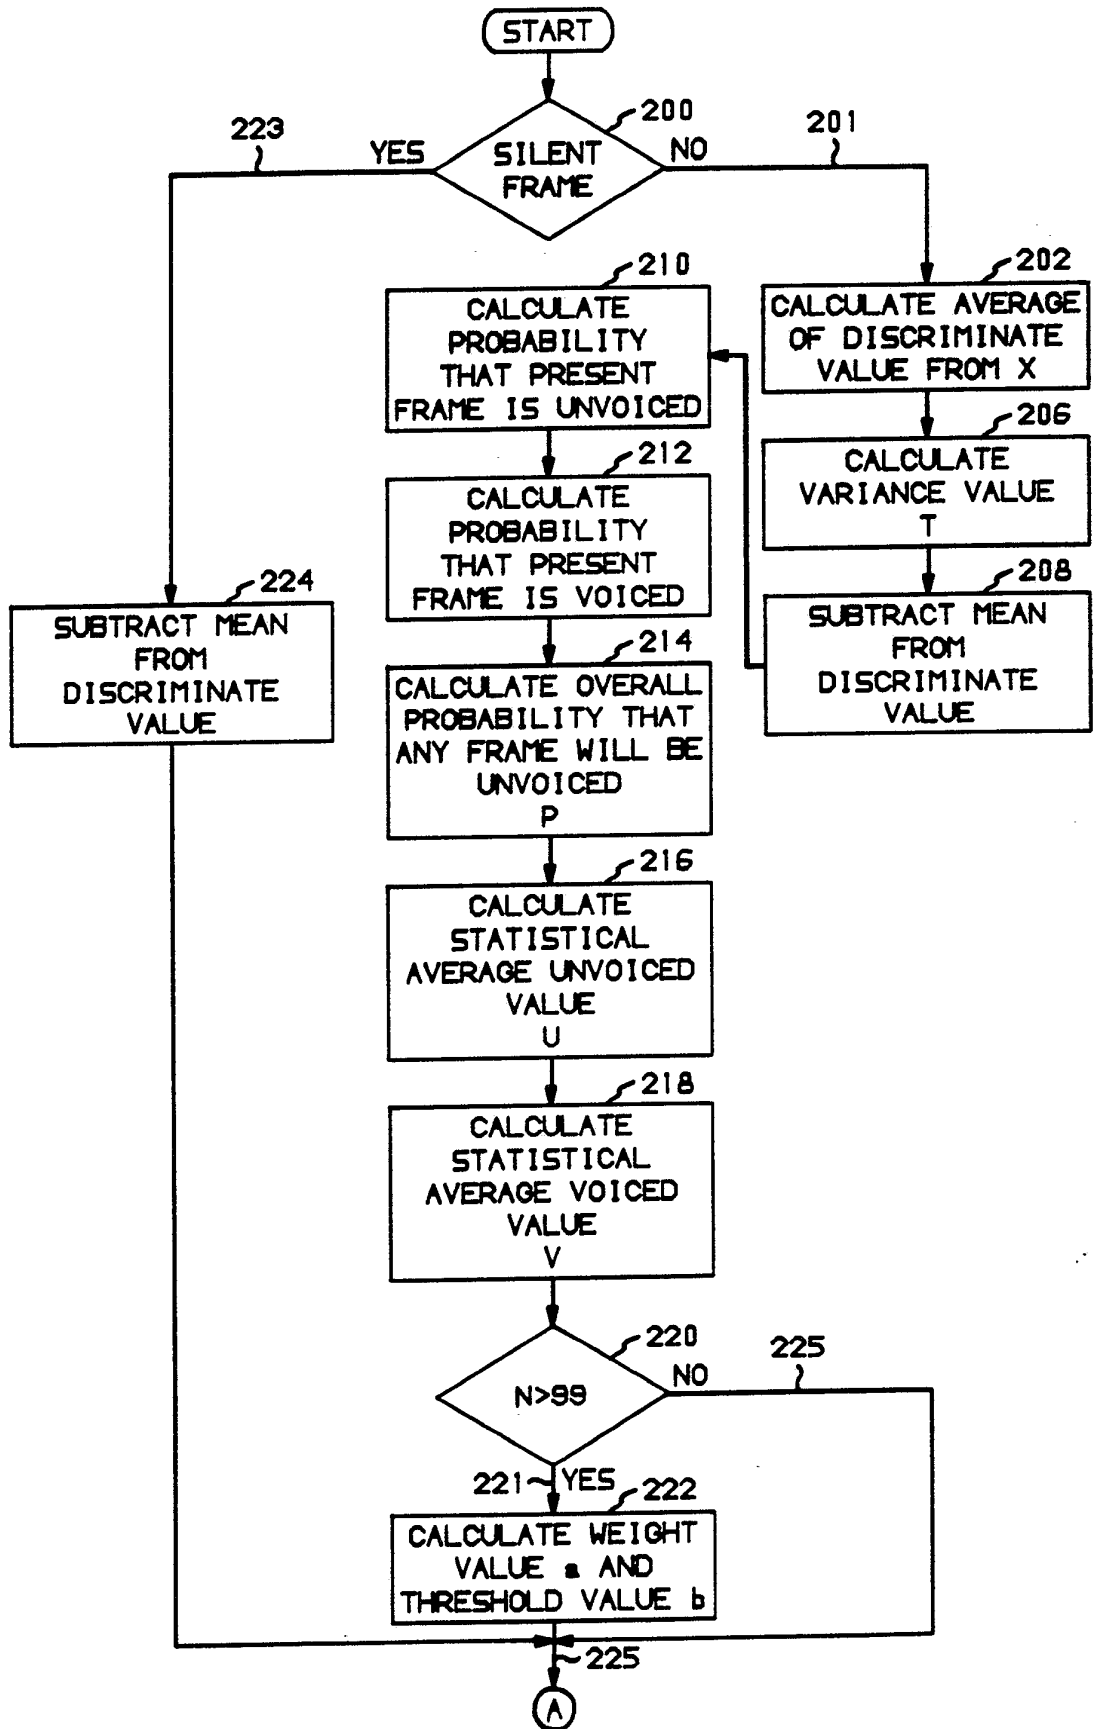 START
200
SILENT
FRAME
YES
NO
223
201
202
CALCULATE AVERAGE
OF DISCRIMINATE
VALUE FROM X
206
CALCULATE
VARIANCE VALUE
T
208
SUBTRACT MEAN
FROM
DISCRIMINATE
VALUE
210
CALCULATE
PROBABILITY
THAT PRESENT
FRAME IS UNVOICED
212
CALCULATE
PROBABILITY
THAT PRESENT
FRAME IS VOICED
224
SUBTRACT MEAN
FROM
DISCRIMINATE
VALUE
214
CALCULATE OVERALL
PROBABILITY THAT
ANY FRAME WILL BE
UNVOICED
P
216
CALCULATE
STATISTICAL
AVERAGE UNVOICED
VALUE
U
218
CALCULATE
STATISTICAL
AVERAGE VOICED
VALUE
V
220
N>99
NO
225
221
YES
222
CALCULATE WEIGHT
VALUE a AND
THRESHOLD VALUE b
225
A